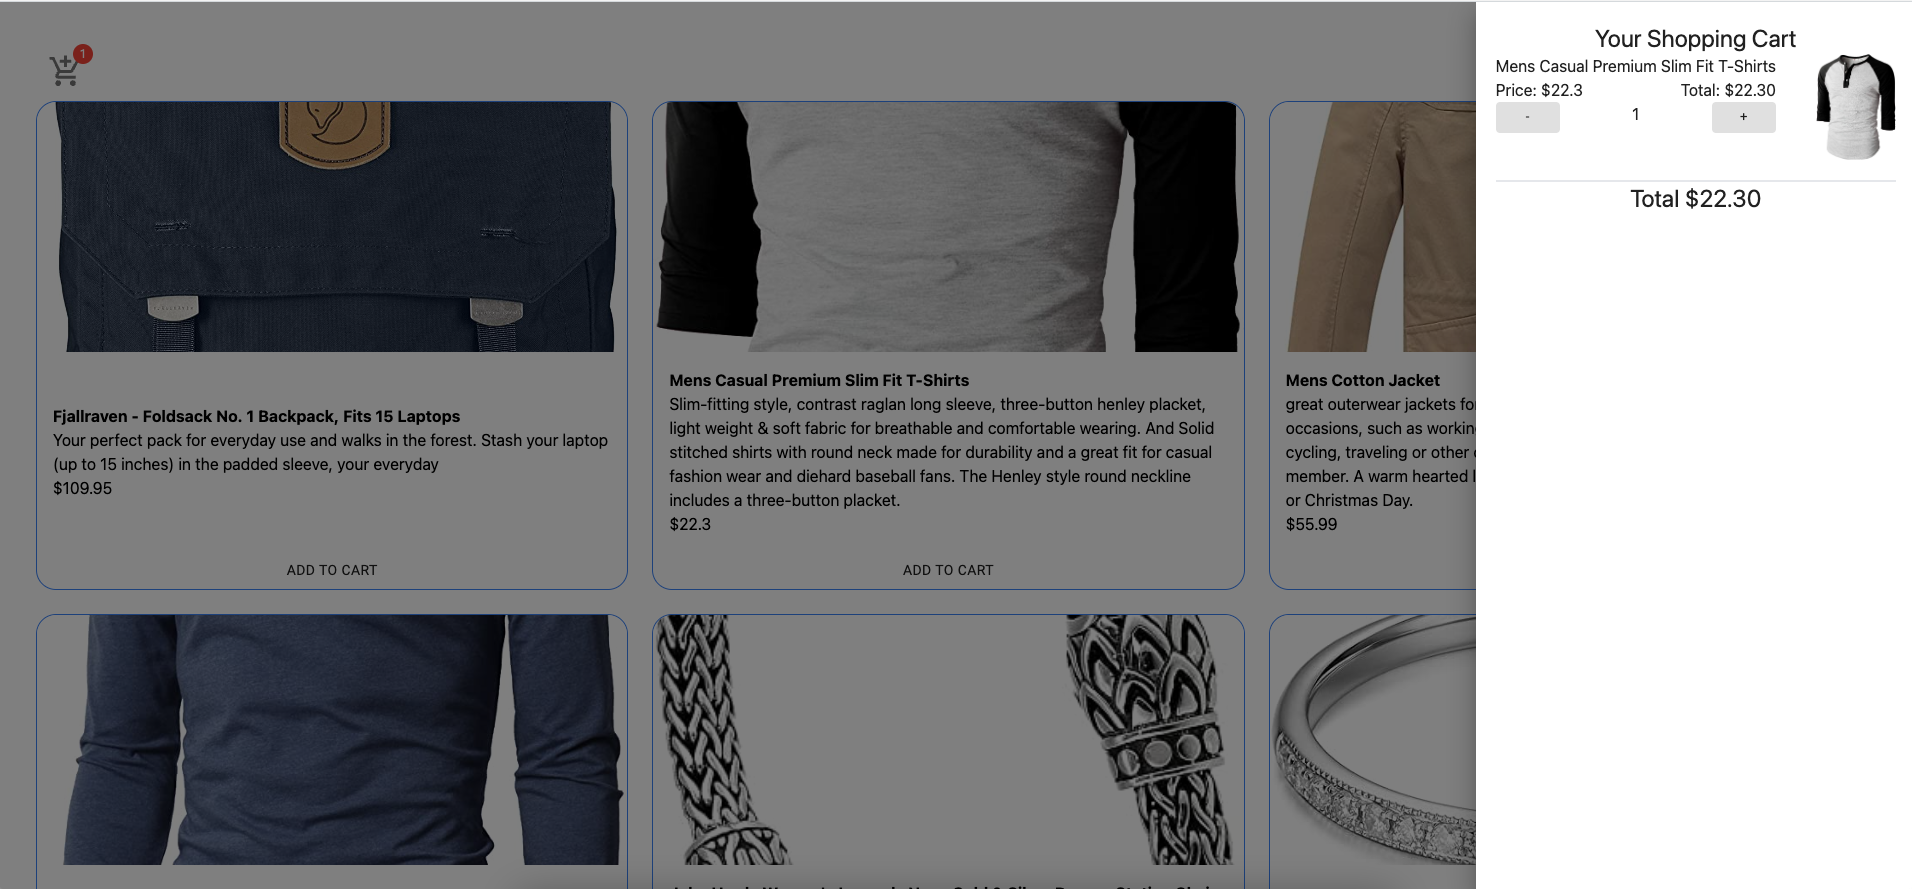 1
Fjallraven - Foldsack No. 1 Backpack, Fits 15 Laptops
Your perfect pack for everyday use and walks in the forest. Stash your laptop
(up to 15 inches) in the padded sleeve, your everyday
$109.95
ADD TO CART
Mens Casual Premium Slim Fit T-Shirts
Slim-fitting style, contrast raglan long sleeve, three-button henley placket,
light weight & soft fabric for breathable and comfortable wearing. And Solid
stitched shirts with round neck made for durability and a great fit for casual
fashion wear and diehard baseball fans. The Henley style round neckline
includes a three-button placket.
$22.3
ADD TO CART
Mens Cotton Jacket
great outerwear jackets
occasions, such as
cycling, traveling or other
member. A warm hearted
or Christmas Day.
$55.99
Your Shopping Cart
Mens Casual Premium Slim Fit T-Shirts
Price: $22.3 Total: $22.30
- 1 +
Total $22.30